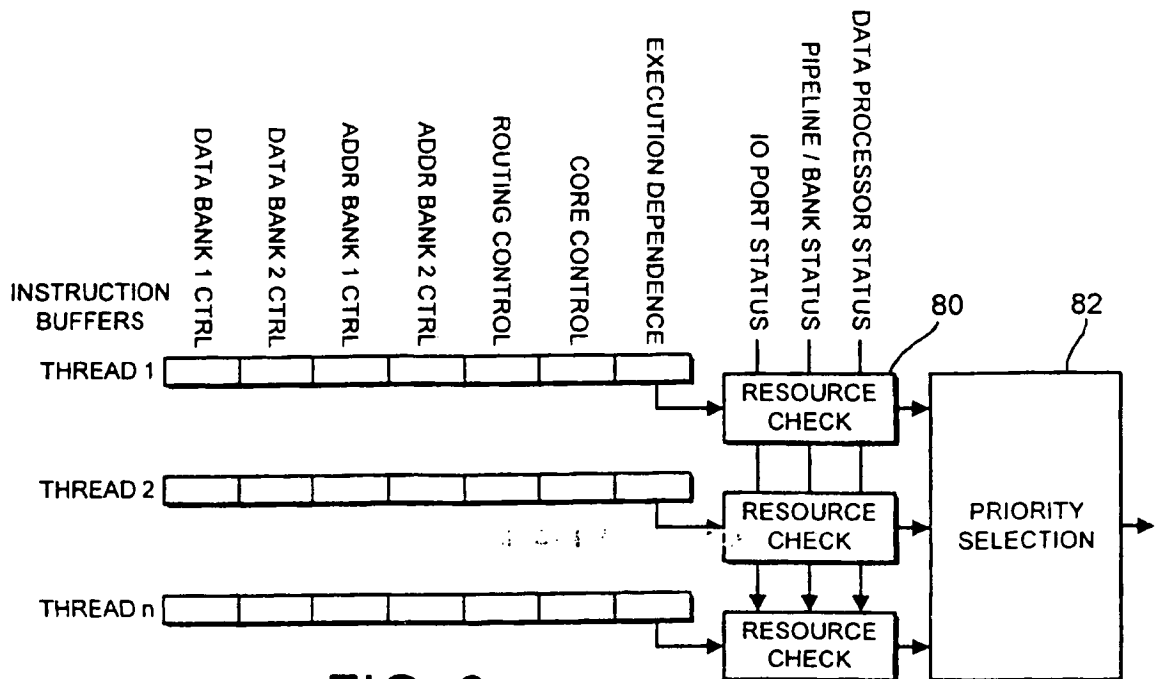 DATA BANK 1 CTRL
DATA BANK 2 CTRL
ADDR BANK 1 CTRL
ADDR BANK 2 CTRL
ROUTING CONTROL
CORE CONTROL
EXECUTION DEPENDENCE
IO PORT STATUS
PIPELINE / BANK STATUS
DATA PROCESSOR STATUS
INSTRUCTION
BUFFERS
80
82
THREAD 1
RESOURCE
CHECK
THREAD 2
RESOURCE
CHECK
PRIORITY
SELECTION
THREAD n
RESOURCE
CHECK